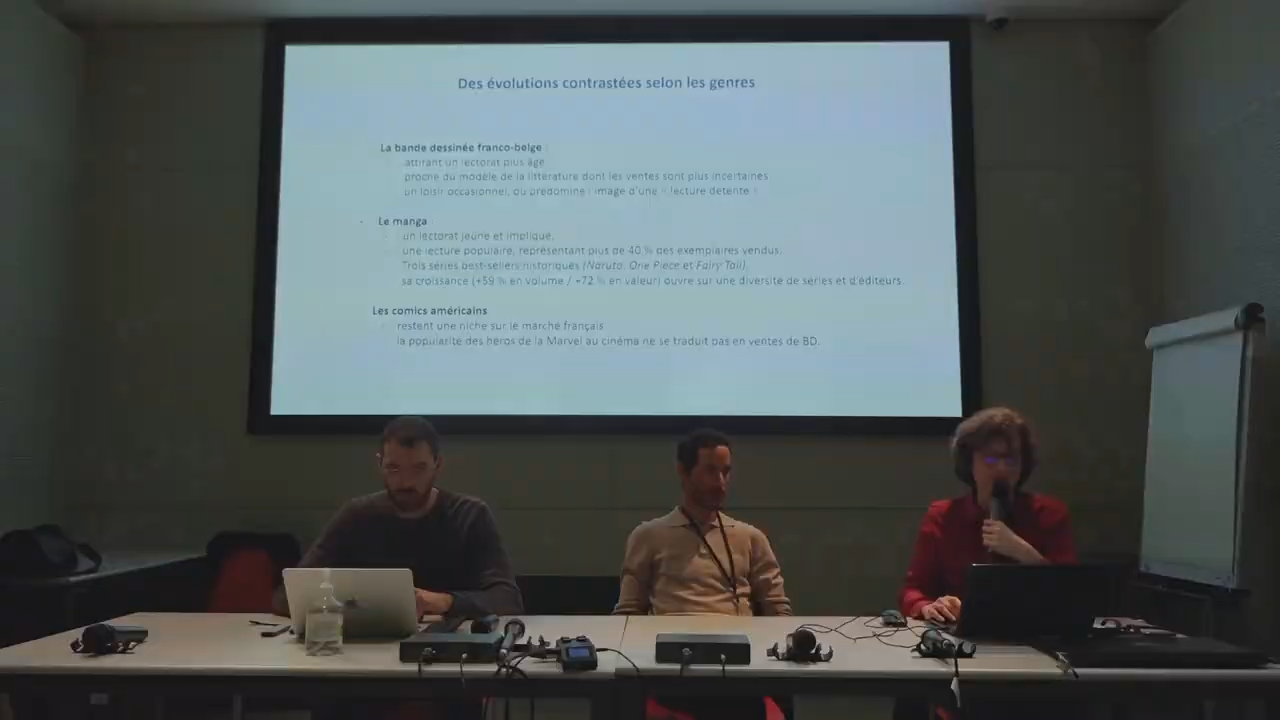 Des évolutions contrastées selon les genres
La bande dessinée franco-belge
attirant un lectorat plus âgé
proche du modèle de la littérature dont les ventes sont plus incertaines
un loisir occasionnel, où prédomine l'image d'une « lecture détente »
- Le manga
- un lectorat jeune et impliqué,
- une lecture populaire, représentant plus de 40 % des exemplaires vendus.
Trois séries best-sellers historiques (Naruto, One Piece et Fairy Tail),
sa croissance (+59 % en volume / +72 % en valeur) ouvre sur une diversité de séries et d'éditeurs.
Les comics américains
- restent une niche sur le marché français
la popularité des héros de la Marvel au cinéma ne se traduit pas en ventes de BD.